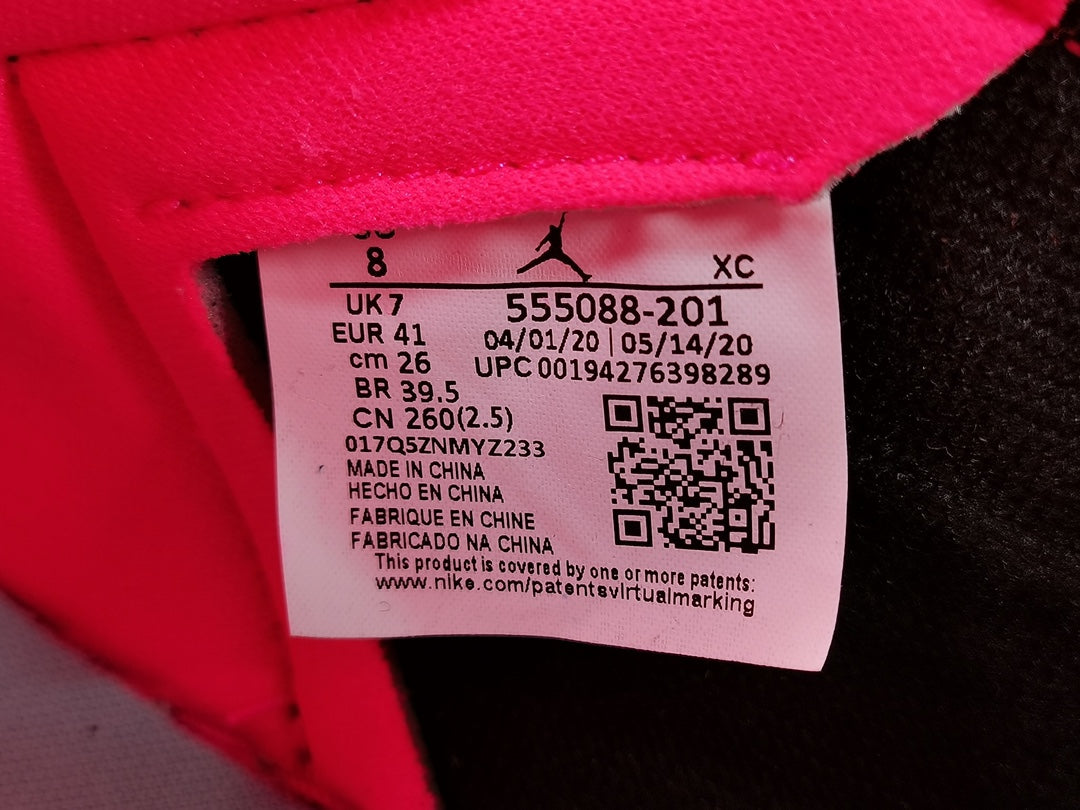 8
XC
UK 7
555088-201
EUR 41
04/01/20 | 05/14/20
cm 26
UPC 00194276398289
BR 39.5
CN 260(2.5)
017Q5ZNMYZ233
MADE IN CHINA
HECHO EN CHINA
FABRIQUE EN CHINE
FABRICADO NA CHINA
This product is covered by one or more patents:
www.nike.com/patentsvirtualmarking